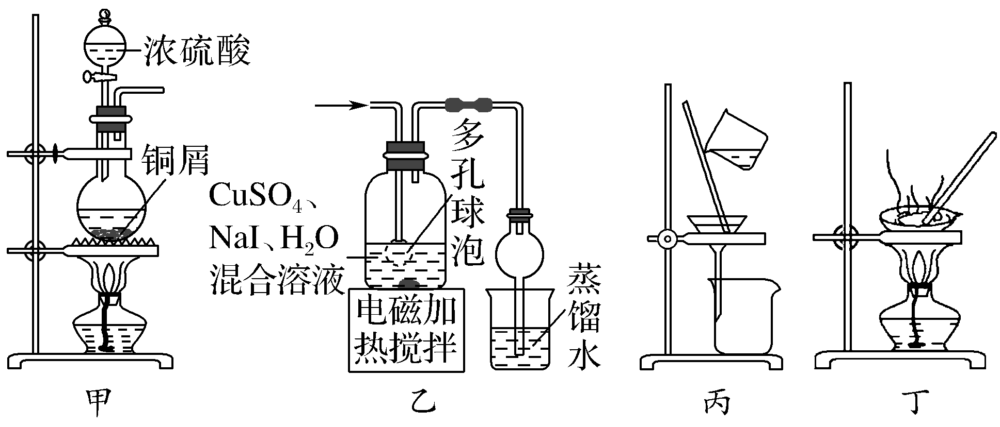 浓硫酸
铜屑
CuSO₄、
NaI、H₂O
混合溶液
多孔球泡
电磁加
热搅拌
蒸馏水
甲
乙
丙
丁